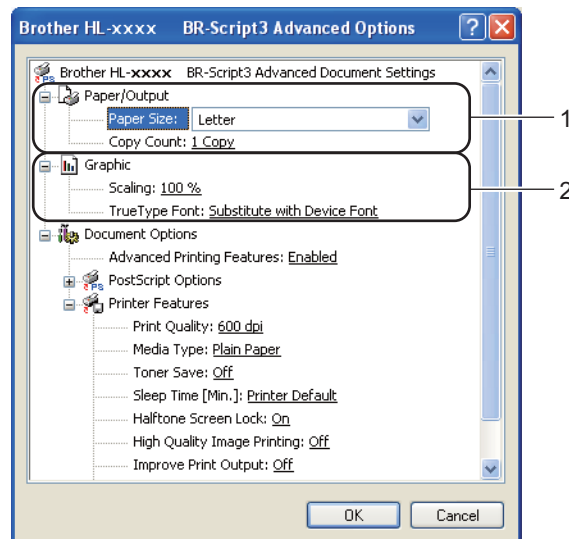 Brother HL-xxxx BR-Script3 Advanced Options
Brother HL-xxxx BR-Script3 Advanced Document Settings
Paper/Output
Paper Size: Letter
1
Copy Count: 1 Copy
Graphic
Scaling: 100 %
2
TrueType Font: Substitute with Device Font
Document Options
Advanced Printing Features: Enabled
PostScript Options
Printer Features
Print Quality: 600 dpi
Media Type: Plain Paper
Toner Save: Off
Sleep Time [Min.]: Printer Default
Halftone Screen Lock: On
High Quality Image Printing: Off
Improve Print Output: Off
OK Cancel